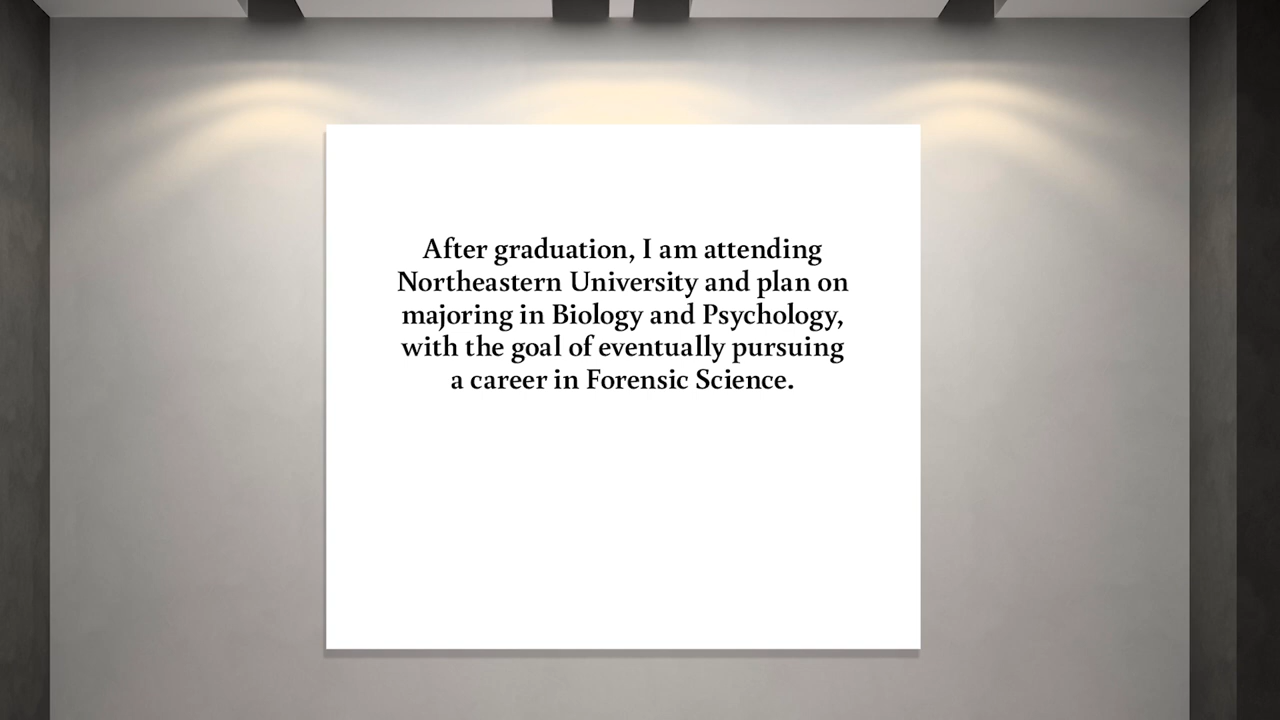 After graduation, I am attending
Northeastern University and plan on
majoring in Biology and Psychology,
with the goal of eventually pursuing
a career in Forensic Science.